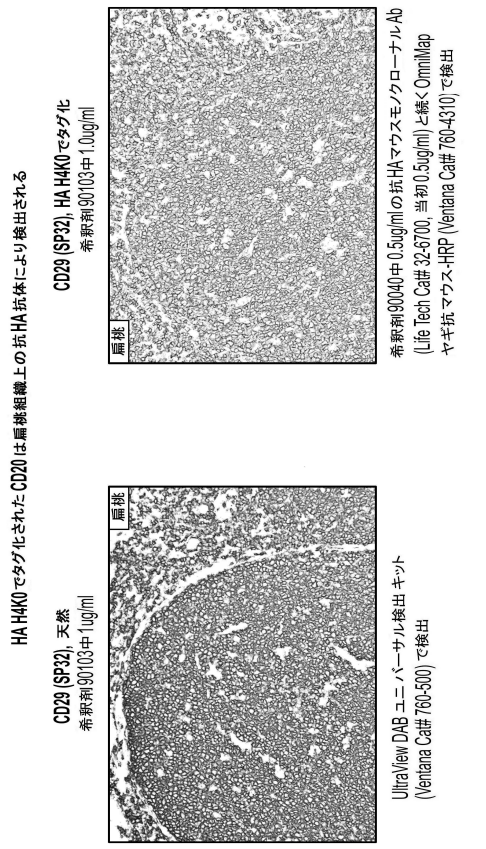 HA H4K0でタグ化されたCD20は扁桃組織上の抗HA抗体により検出される
CD29 (SP32), 天然
希釈剤90103中 1ug/ml
扁桃
UltraView DAB ユニバーサル検出キット
(Ventana Cat# 760-500) で検出
CD29 (SP32), HA H4K0でタグ化
希釈剤90103中 1.0ug/ml
扁桃
希釈剤90040中 0.5ug/mlの抗HAマウスモノクローナルAb
(Life Tech Cat# 32-6700, 当初0.5ug/ml) と続くOmniMap
ヤギ抗マウス-HRP (Ventana Cat# 760-4310) で検出